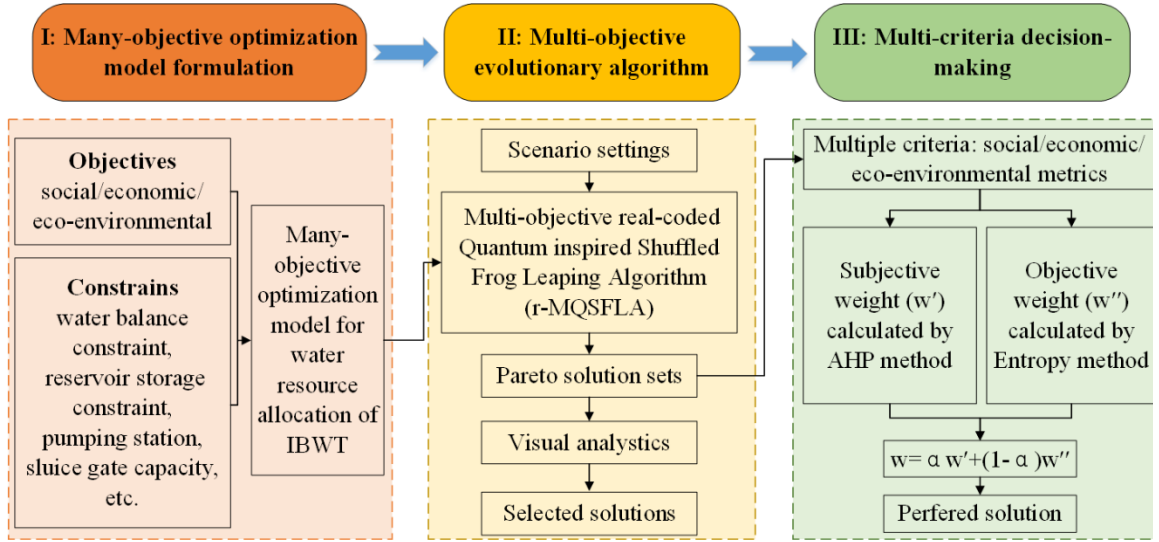 I: Many-objective optimization
model formulation
II: Multi-objective
evolutionary algorithm
III: Multi-criteria decision-
making
Objectives
social/economic/
eco-environmental
Constrains
water balance
constraint,
reservoir storage
constraint,
pumping station,
sluice gate capacity,
etc.
Many-
objective
optimization
model for
water
resource
allocation of
IBWT
Scenario settings
Multi-objective real-coded
Quantum inspired Shuffled
Frog Leaping Algorithm
(r-MQSFLA)
Pareto solution sets
Visual analystics
Selected solutions
Multiple criteria: social/economic/
eco-environmental metrics
Subjective
weight (w′)
calculated by
AHP method
Objective
weight (w′′)
calculated by
Entropy method
w= α w′+(1- α )w′′
Perfered solution